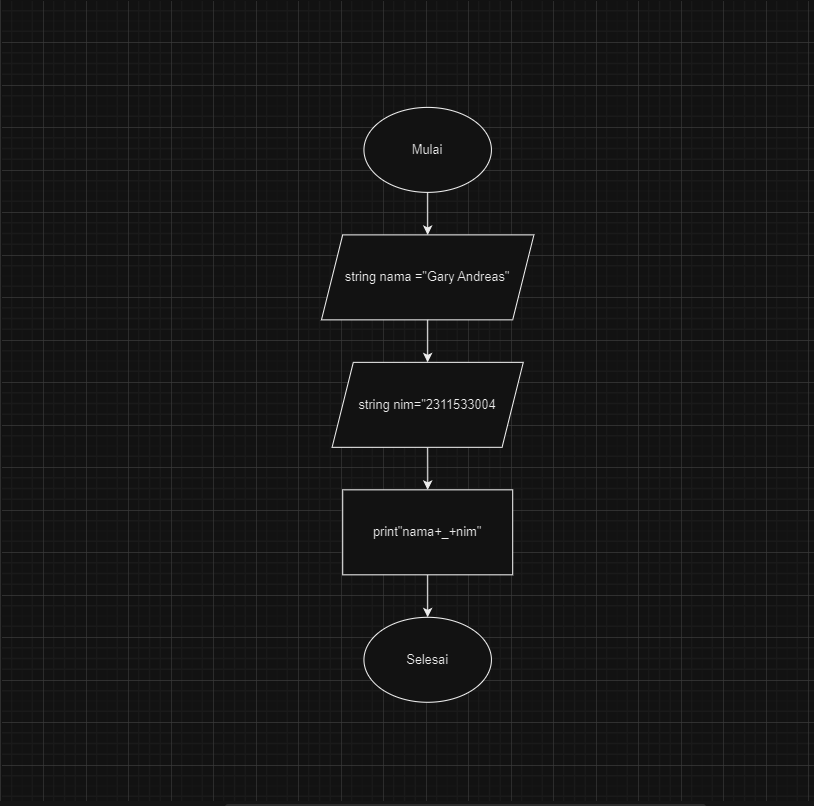 Mulai
string nama ="Gary Andreas"
string nim="2311533004
print"nama+_+nim"
Selesai